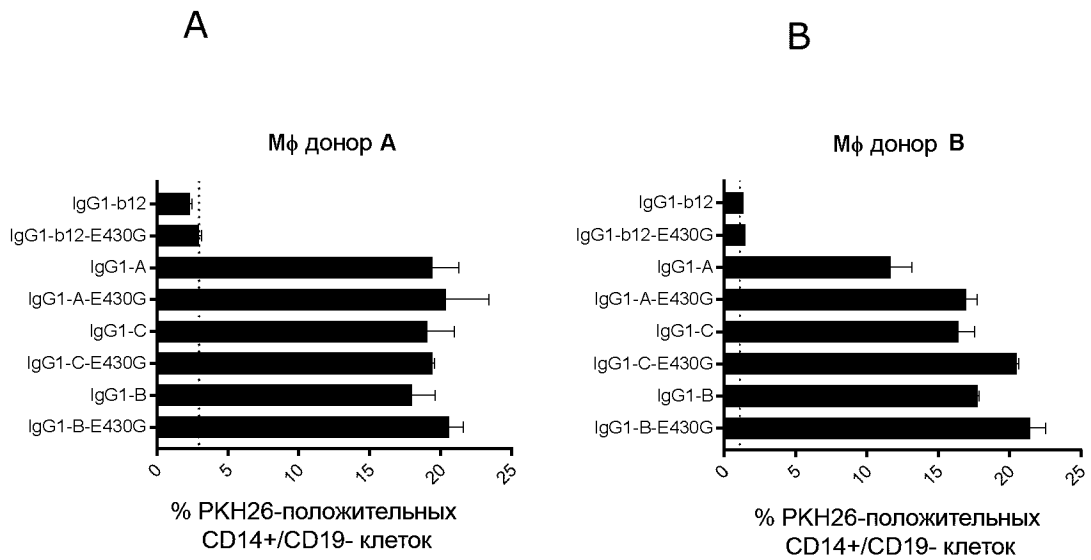 A
Мф донор A
IgG1-b12
IgG1-b12-E430G
IgG1-A
IgG1-A-E430G
IgG1-C
IgG1-C-E430G
IgG1-B
IgG1-B-E430G
0
5
10
15
20
25
% PKH26-положительных
CD14+/CD19- клеток
B
Мф донор B
IgG1-b12
IgG1-b12-E430G
IgG1-A
IgG1-A-E430G
IgG1-C
IgG1-C-E430G
IgG1-B
IgG1-B-E430G
0
5
10
15
20
25
% PKH26-положительных
CD14+/CD19- клеток